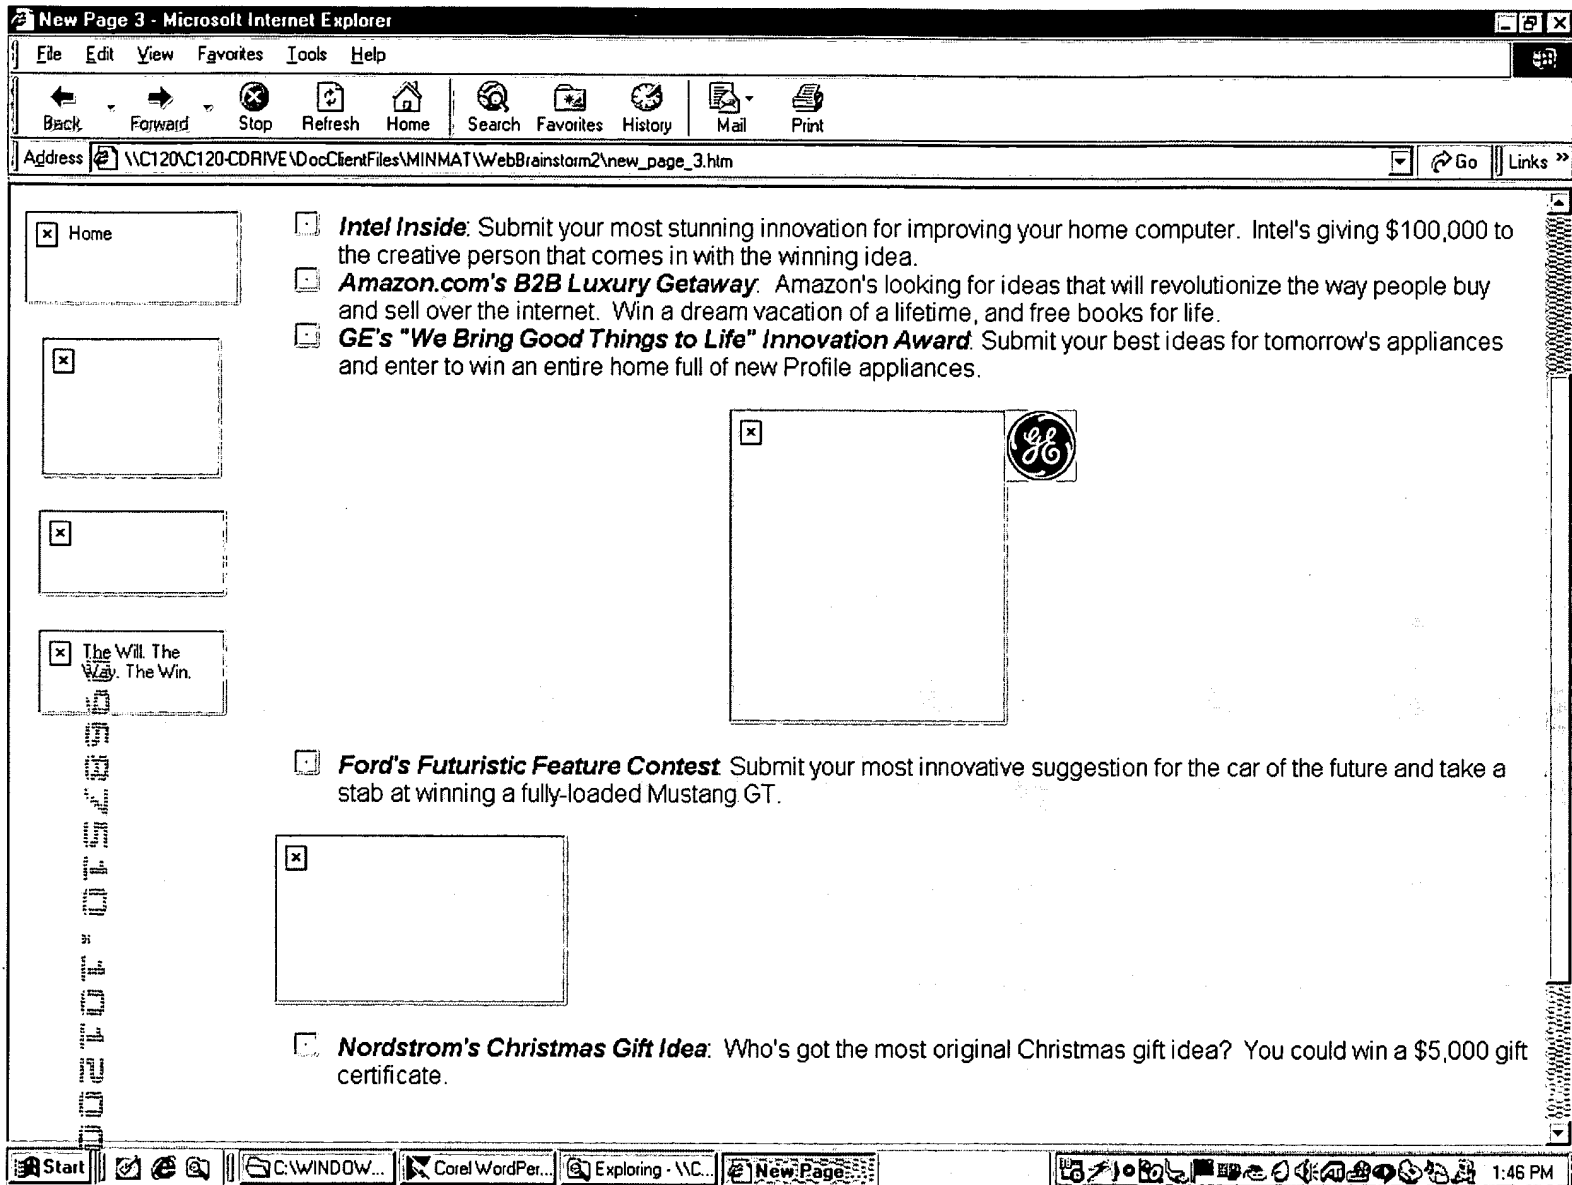 New Page 3 - Microsoft Internet Explorer
File Edit View Favorites Tools Help
Back Forward Stop Refresh Home Search Favorites History Mail Print
Address \\C120\C120-CDRIVE\DocClientFiles\MINMAT\WebBrainstorm2\new_page_3.htm Go Links »
Home
Intel Inside: Submit your most stunning innovation for improving your home computer. Intel's giving $100,000 to
the creative person that comes in with the winning idea.
Amazon.com's B2B Luxury Getaway: Amazon's looking for ideas that will revolutionize the way people buy
and sell over the internet. Win a dream vacation of a lifetime, and free books for life.
GE's "We Bring Good Things to Life" Innovation Award: Submit your best ideas for tomorrow's appliances
and enter to win an entire home full of new Profile appliances.
GE
The Will. The
Way. The Win.
Ford's Futuristic Feature Contest: Submit your most innovative suggestion for the car of the future and take a
stab at winning a fully-loaded Mustang GT.
Nordstrom's Christmas Gift Idea: Who's got the most original Christmas gift idea? You could win a $5,000 gift
certificate.
Start C:\WINDOW... Corel WordPer... Exploring - \\C... New Page 1:46 PM